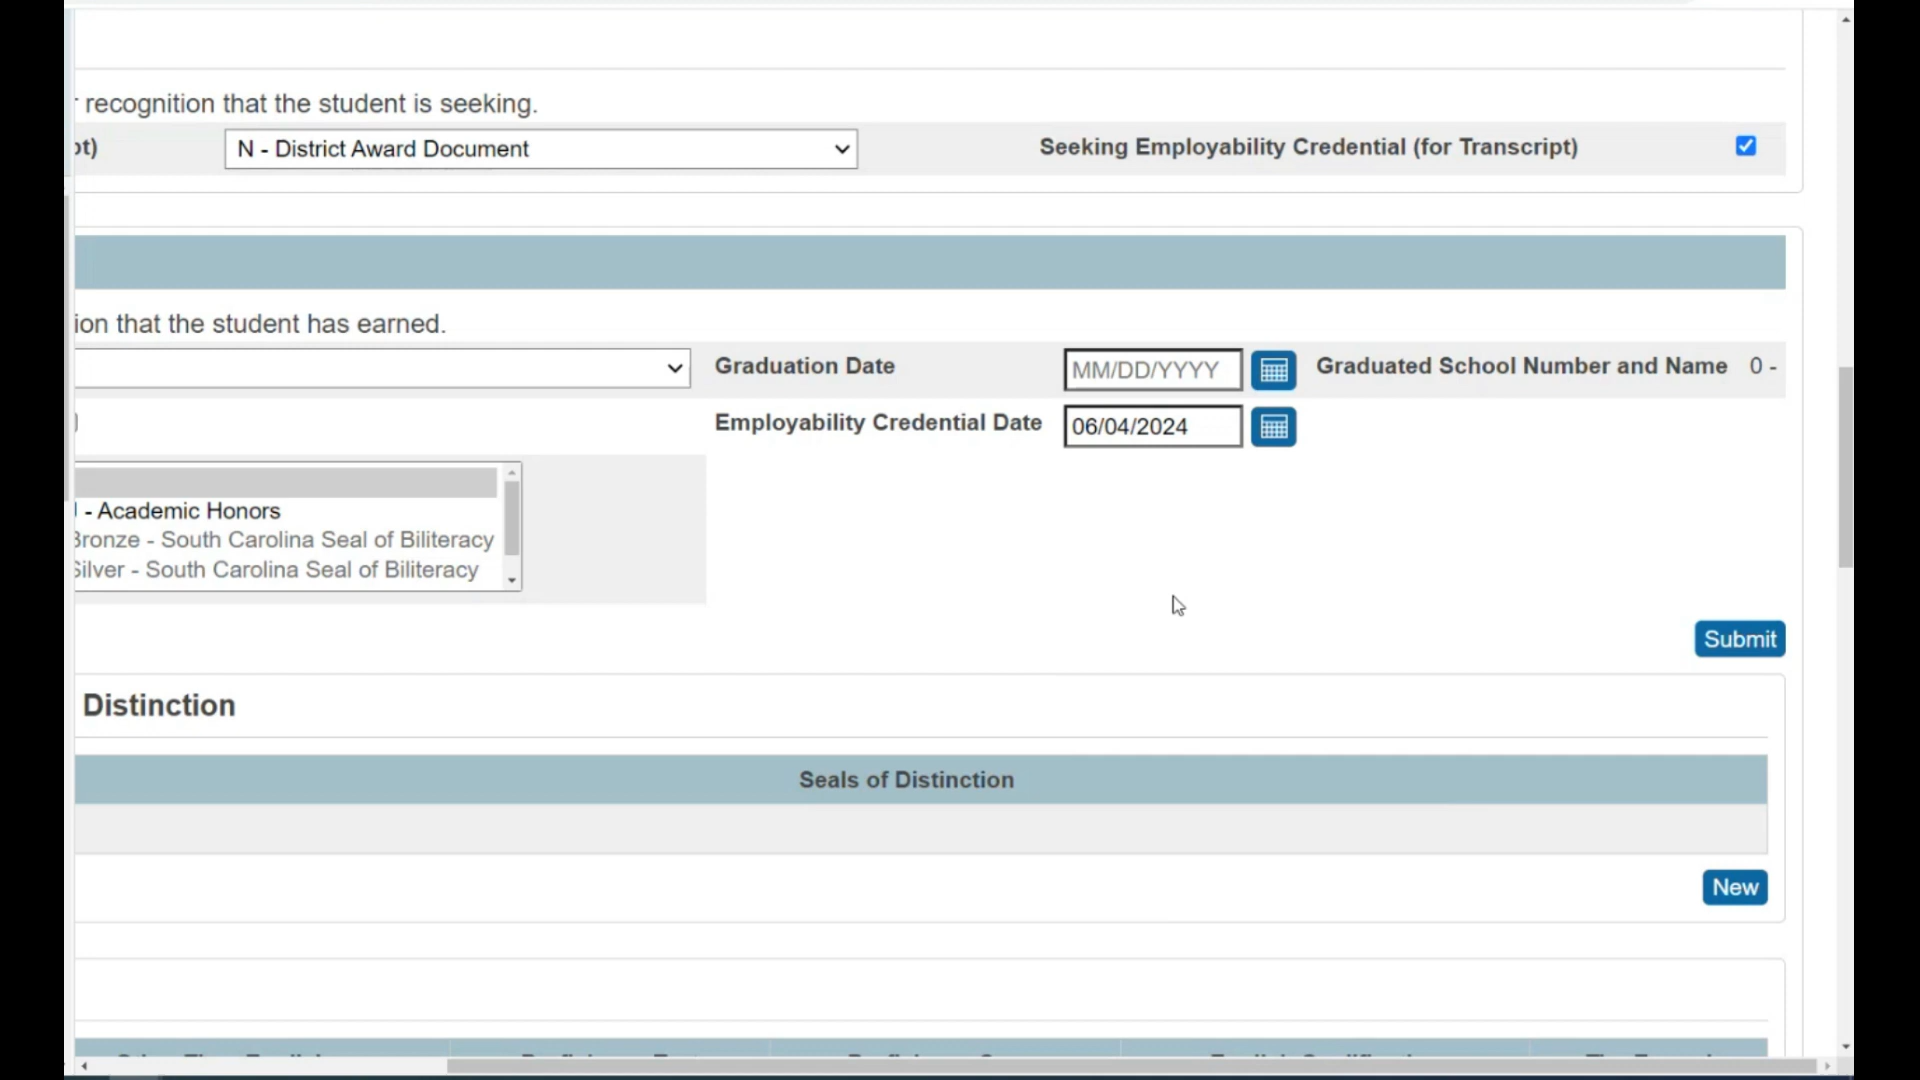 recognition that the student is seeking.
N - District Award Document
Seeking Employability Credential (for Transcript)
that the student has earned.
Graduation Date
MM/DD/YYYY
Graduated School Number and Name 0 -
Employability Credential Date
06/04/2024
- Academic Honors
Bronze - South Carolina Seal of Biliteracy
Silver - South Carolina Seal of Biliteracy
Submit
Distinction
Seals of Distinction
New